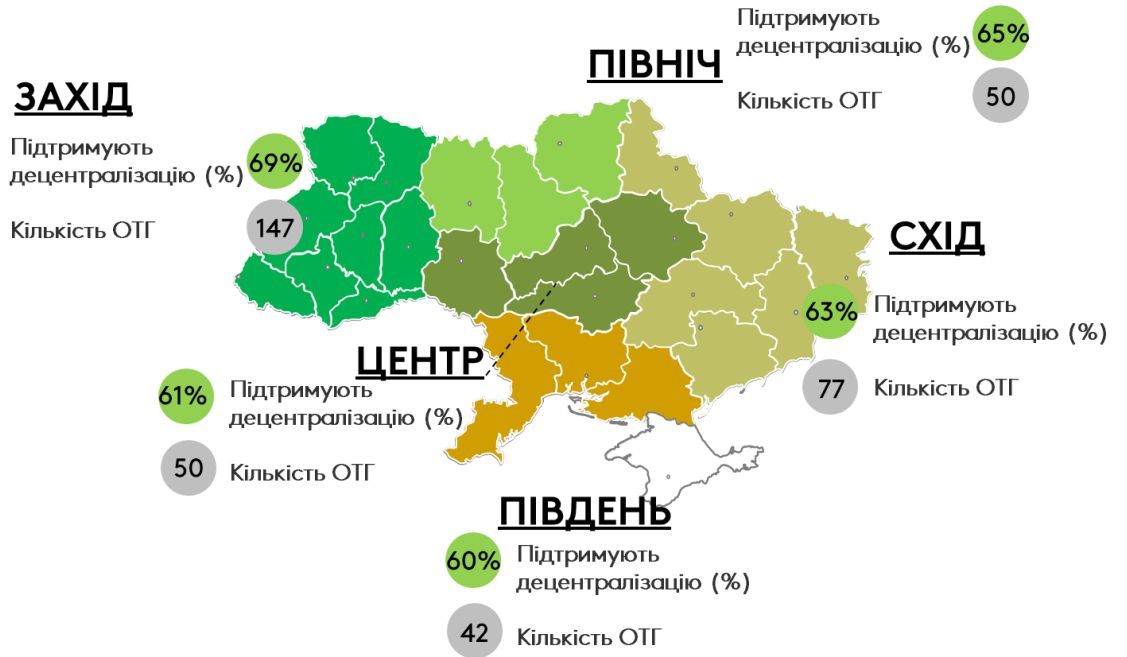 ПІВНІЧ
Підтримують
децентралізацію (%)
65%
Кількість ОТГ
50
ЗАХІД
Підтримують
децентралізацію (%)
69%
Кількість ОТГ
147
СХІД
63%
Підтримують
децентралізацію (%)
77
Кількість ОТГ
ЦЕНТР
61%
Підтримують
децентралізацію (%)
50
Кількість ОТГ
ПІВДЕНЬ
60%
Підтримують
децентралізацію (%)
42
Кількість ОТГ